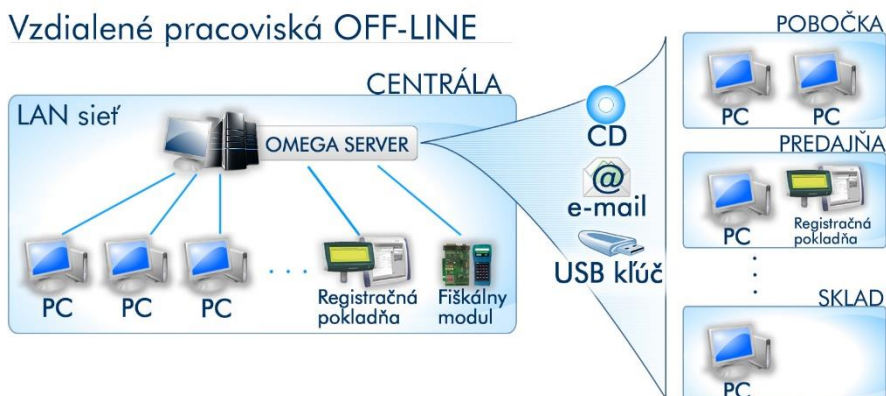 Vzdialené pracoviská OFF-LINE
CENTRÁLA
LAN sieť
OMEGA SERVER
PC
PC
PC
Registračná
pokladňa
Fiškálny
modul
CD
@
e-mail
USB kľúč
POBOČKA
PC
PC
PREDAJŇA
PC
Registračná
pokladňa
SKLAD
PC